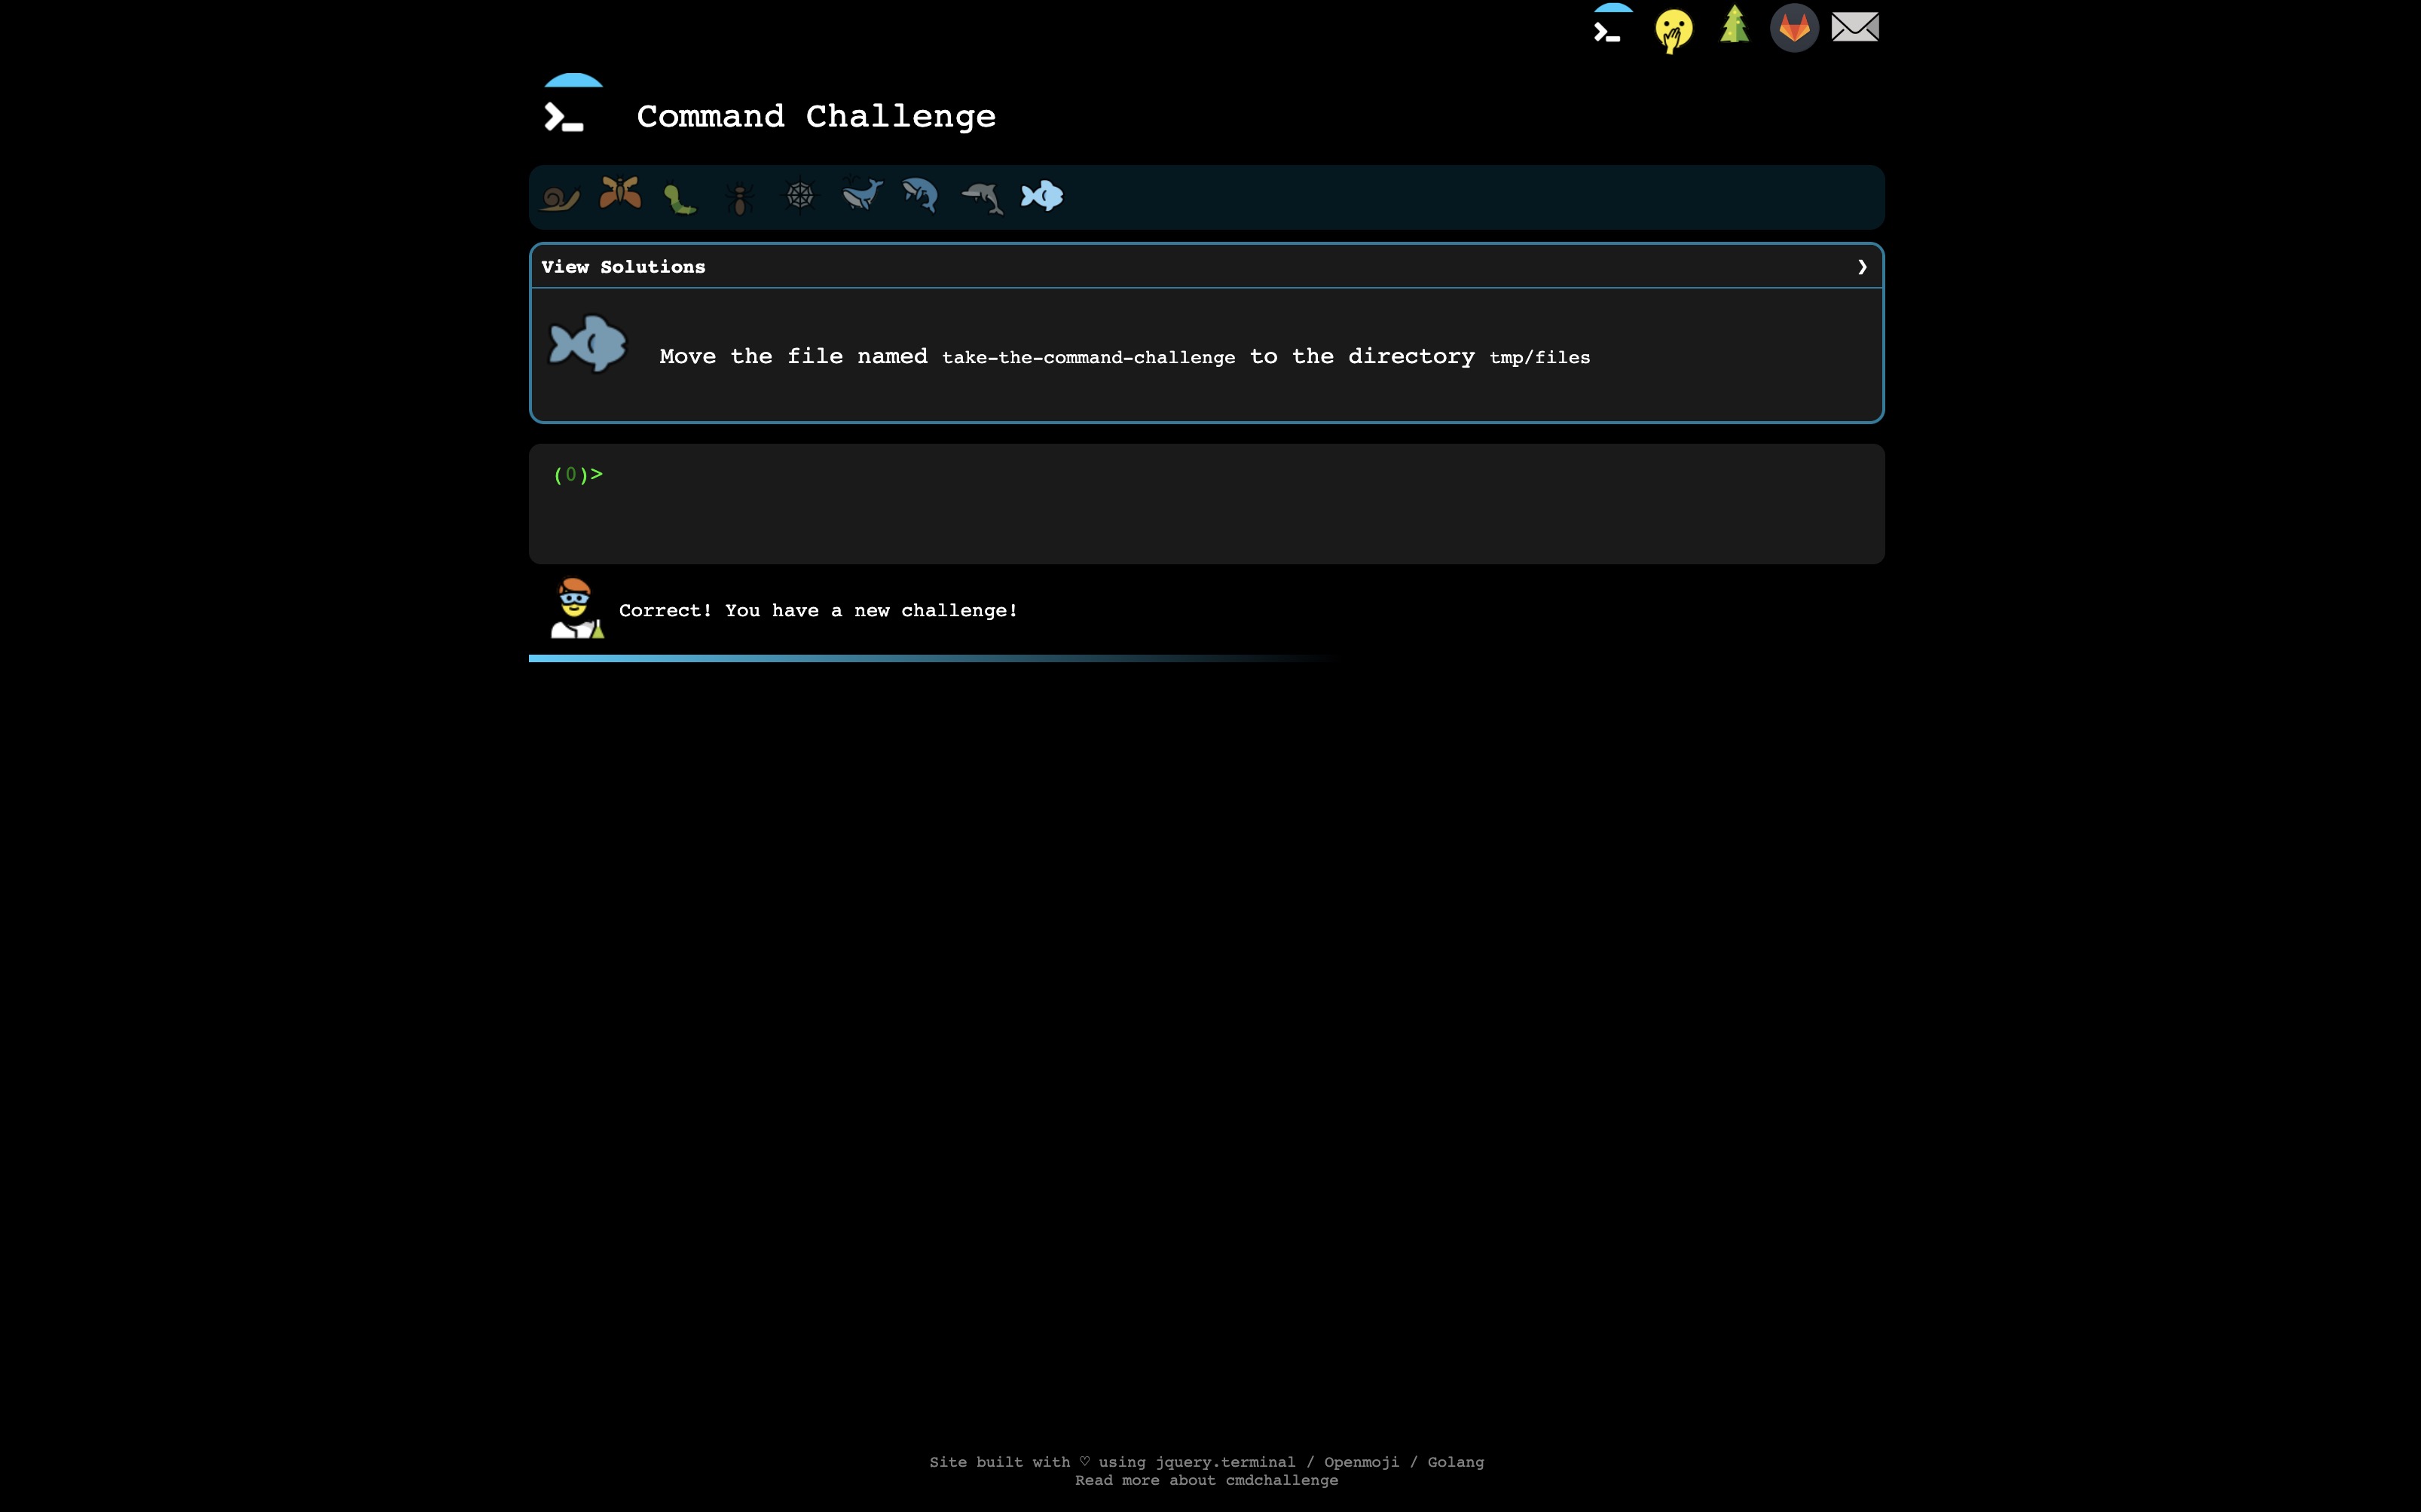 Command Challenge
View Solutions ❯
Move the file named take-the-command-challenge to the directory tmp/files
(0)>
Correct! You have a new challenge!
Site built with ♡ using jquery.terminal / Openmoji / Golang
Read more about cmdchallenge